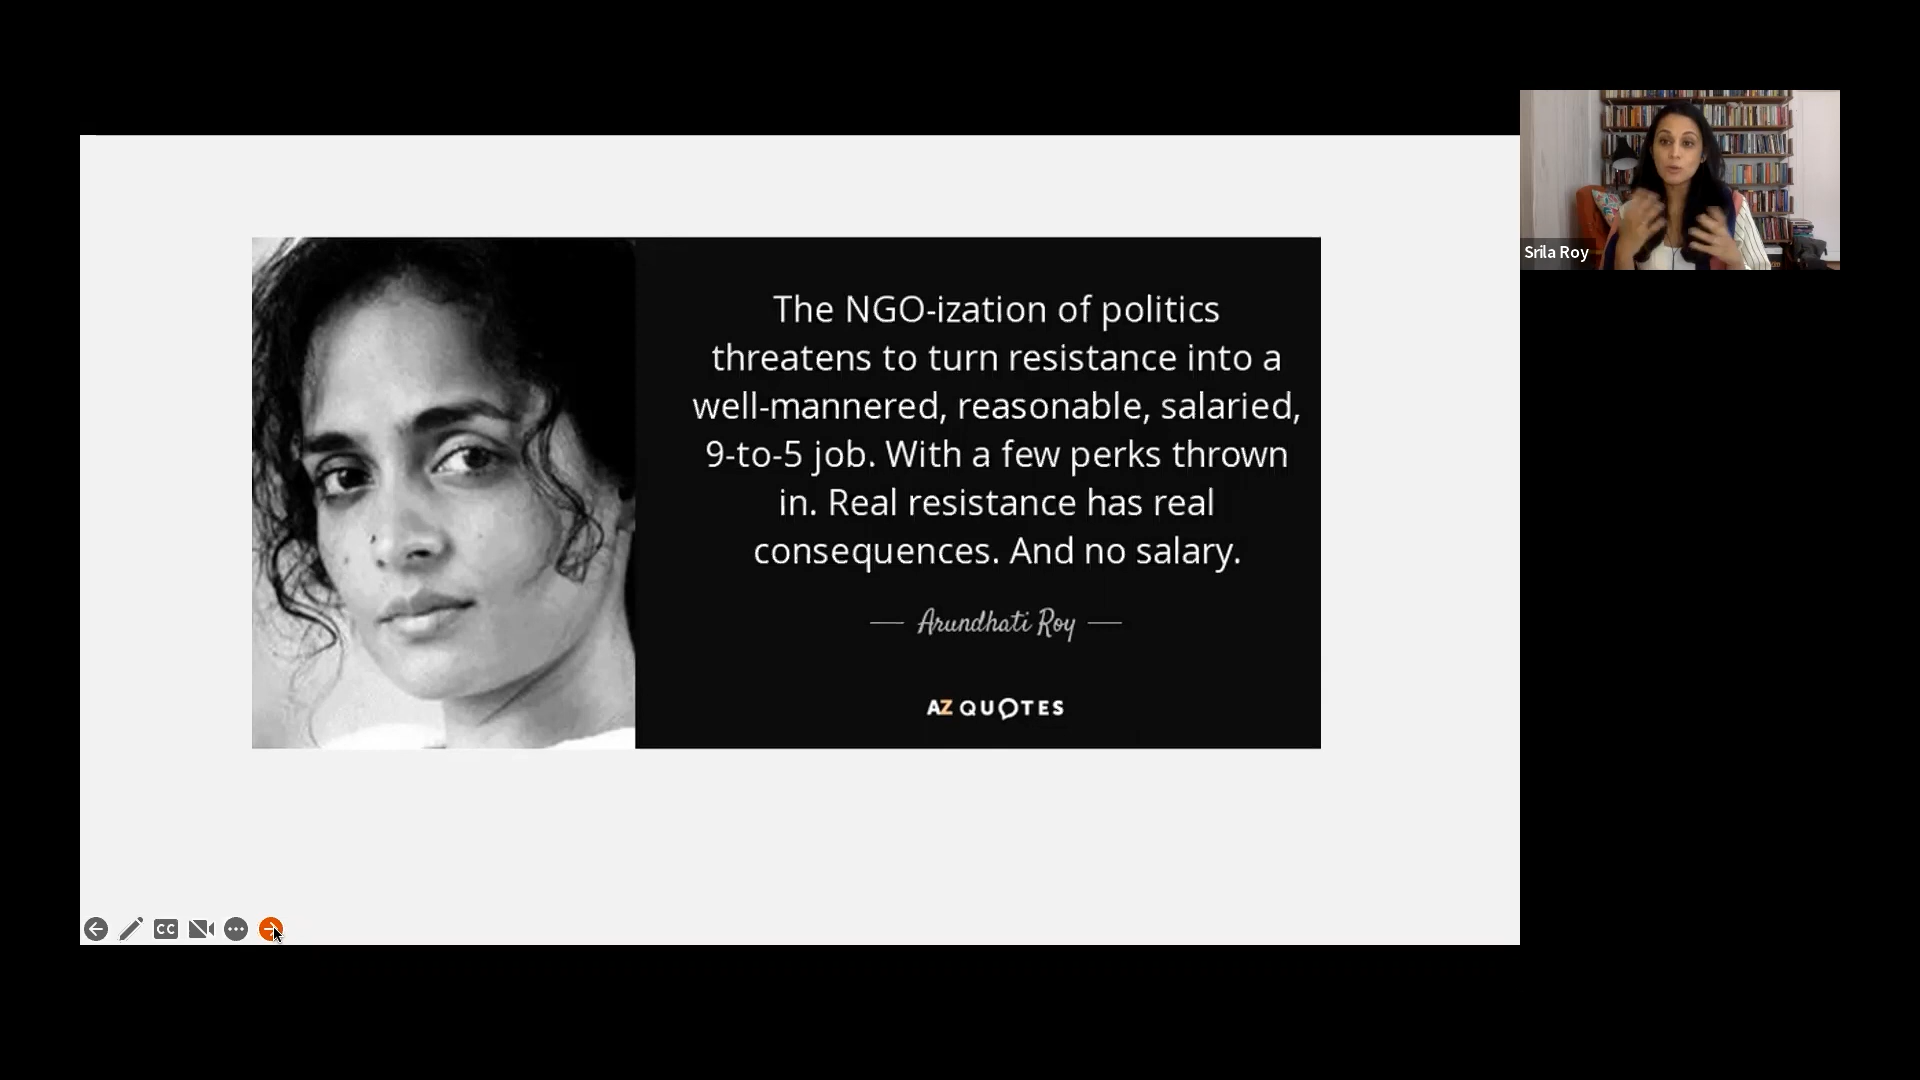 The NGO-ization of politics
threatens to turn resistance into a
well-mannered, reasonable, salaried,
9-to-5 job. With a few perks thrown
in. Real resistance has real
consequences. And no salary.
Arundhati Roy
AZ QUOTES
Srila Roy
CC